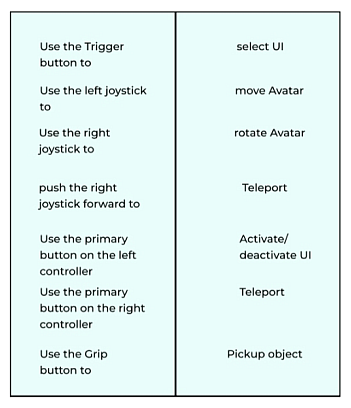 Use the Trigger
button to
select UI
Use the left joystick
to
move Avatar
Use the right
joystick to
rotate Avatar
push the right
joystick forward to
Teleport
Use the primary
button on the left
controller
Activate/
deactivate UI
Use the primary
button on the right
controller
Teleport
Use the Grip
button to
Pickup object